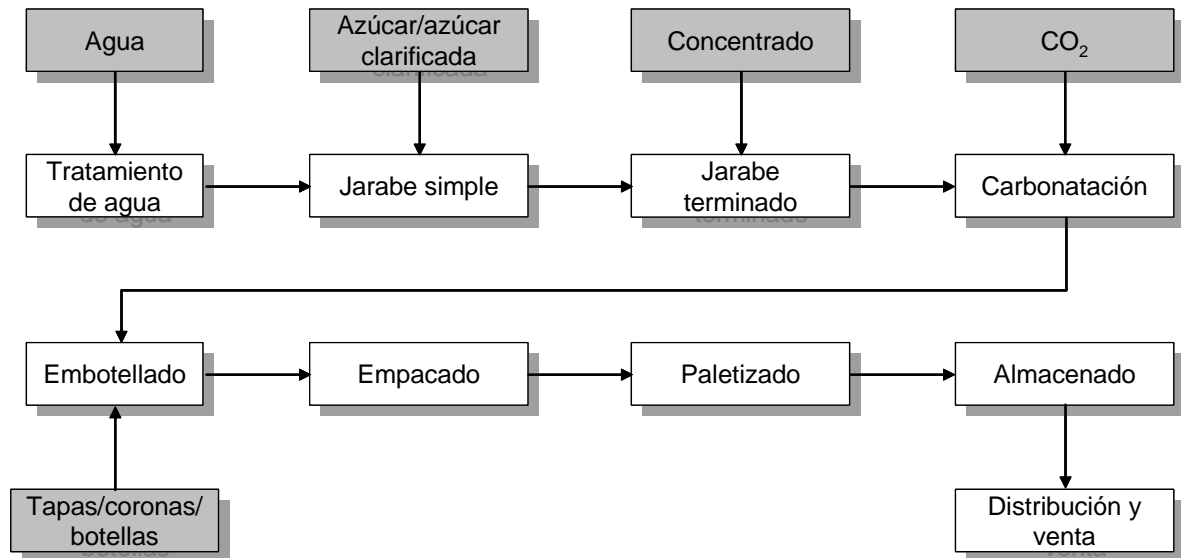 Agua
Azúcar/azúcar
clarificada
Concentrado
CO₂
Tratamiento
de agua
Jarabe simple
Jarabe
terminado
Carbonatación
Embotellado
Empacado
Paletizado
Almacenado
Tapas/coronas/
botellas
Distribución y
venta